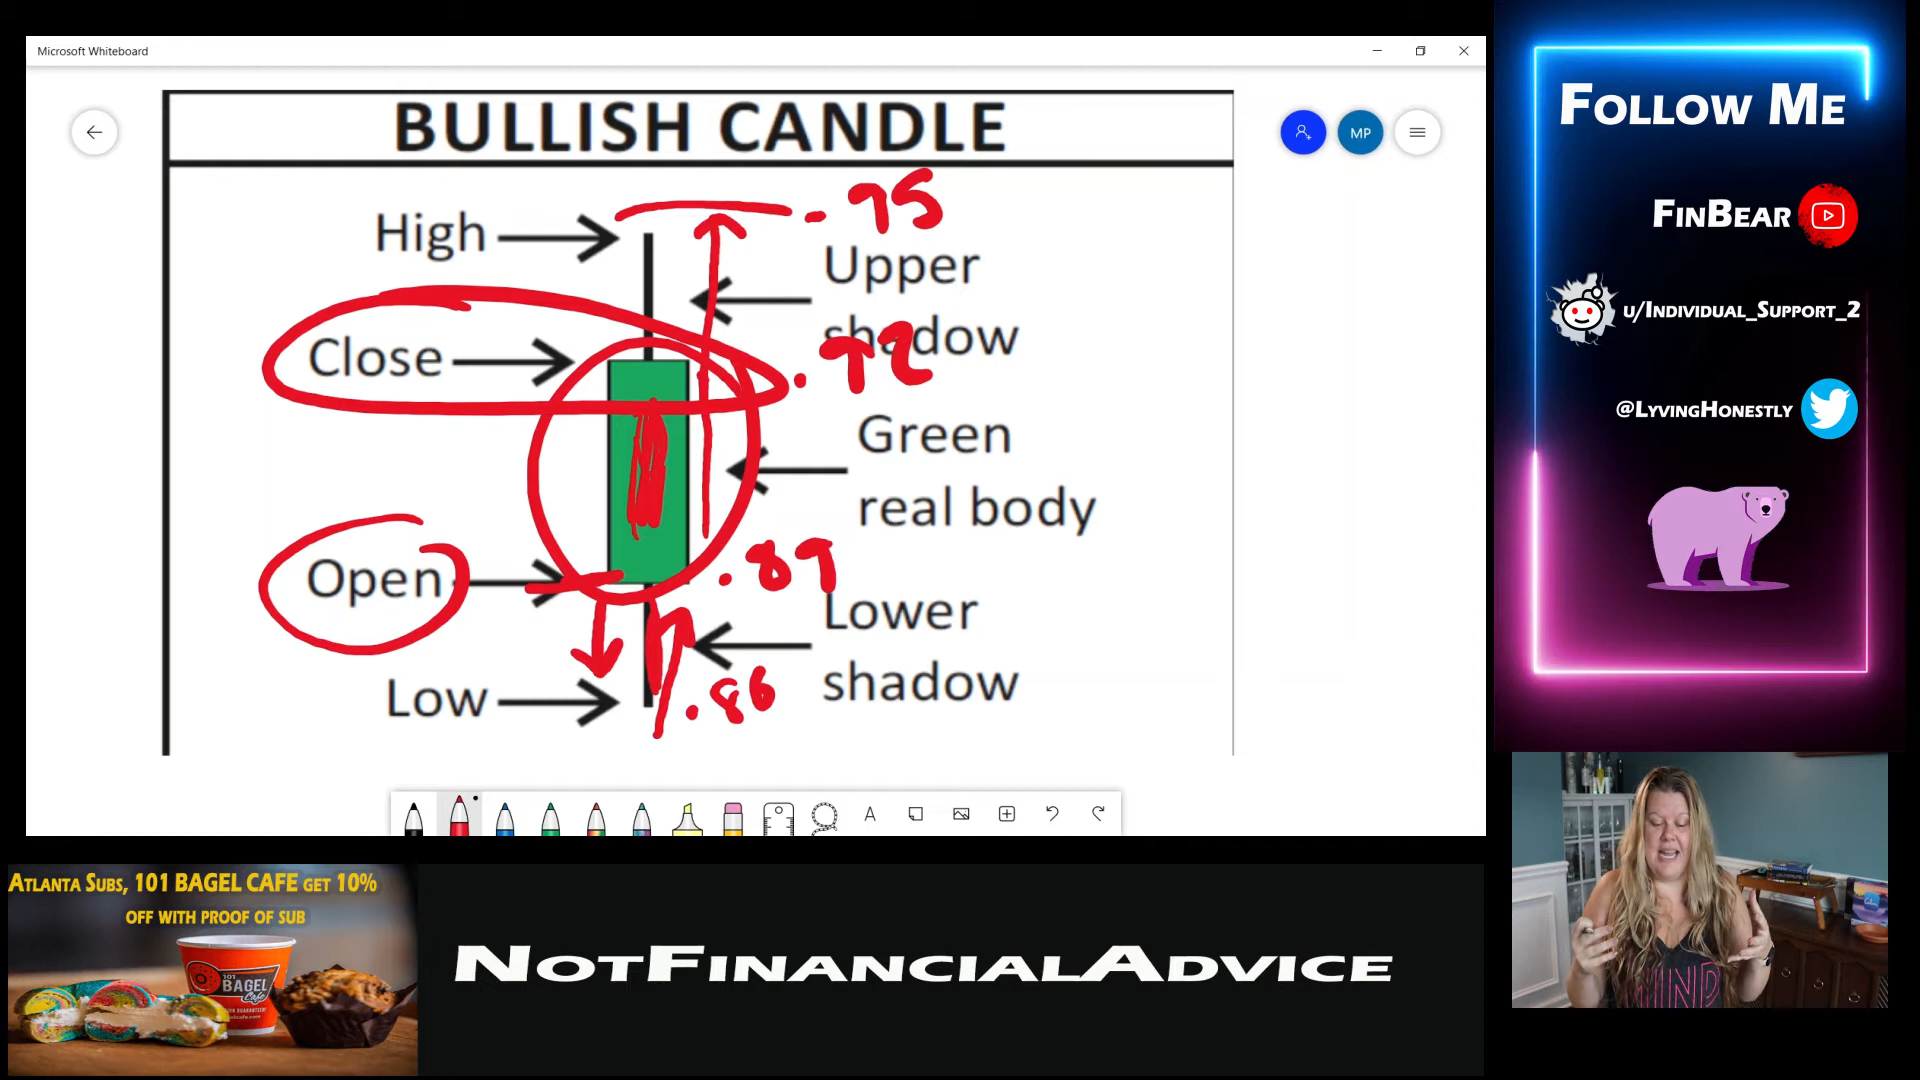 Microsoft Whiteboard
BULLISH CANDLE
MP
High
.95
Upper
shadow
Close
.92
Green
real body
Open
.89
Lower
shadow
Low
.86
A
FOLLOW ME
FINBEAR
U/INDIVIDUAL_SUPPORT_2
@LYVINGHONESTLY
ATLANTA SUBS, 101 BAGEL CAFE GET 10%
OFF WITH PROOF OF SUB
101
BAGEL
Cafe
NOTFINANCIALADVICE